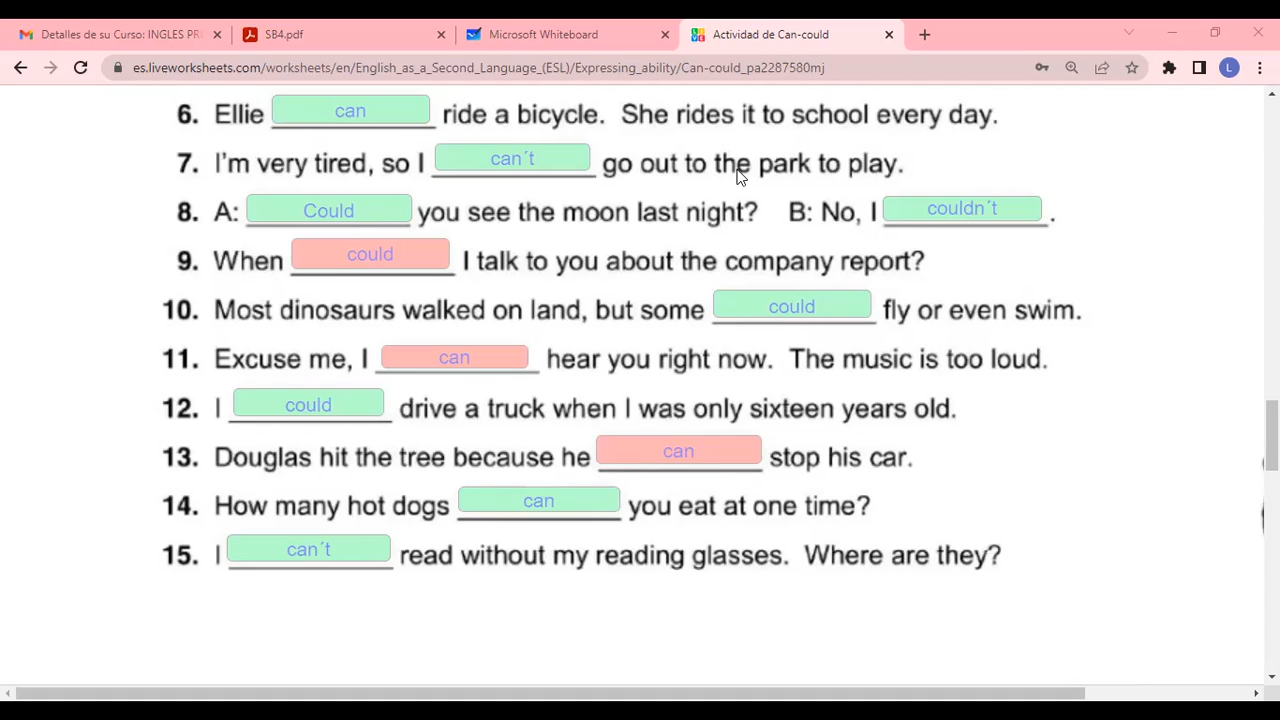 Detalles de su Curso: INGLES PR
SB4.pdf
Microsoft Whiteboard
Actividad de Can-could
es.liveworksheets.com/worksheets/en/English_as_a_Second_Language_(ESL)/Expressing_ability/Can-could_pa2287580mj
L
6. Ellie can ride a bicycle. She rides it to school every day.
7. I'm very tired, so I can´t go out to the park to play.
8. A: Could you see the moon last night? B: No, I couldn´t .
9. When could I talk to you about the company report?
10. Most dinosaurs walked on land, but some could fly or even swim.
11. Excuse me, I can hear you right now. The music is too loud.
12. I could drive a truck when I was only sixteen years old.
13. Douglas hit the tree because he can stop his car.
14. How many hot dogs can you eat at one time?
15. I can´t read without my reading glasses. Where are they?